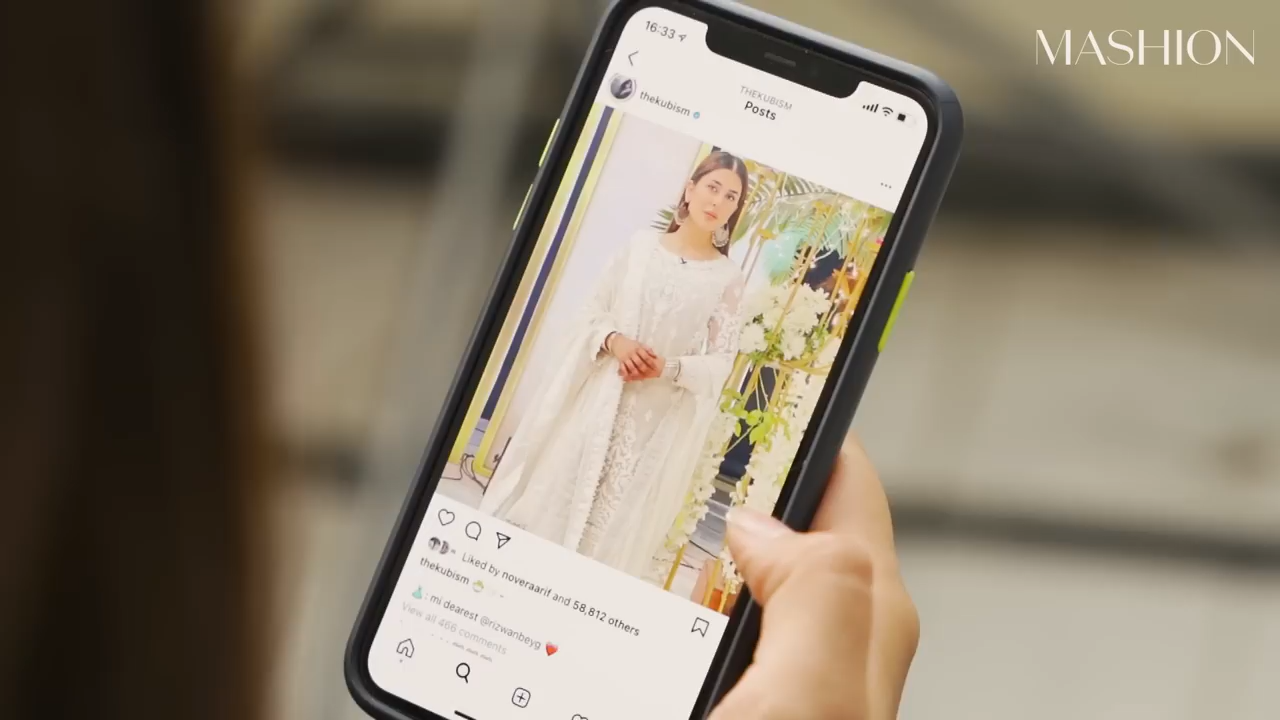 MASHION
16:33
THEKUBISM
Posts
thekubism
Liked by noveraarif and 58,812 others
thekubism
: mi dearest @rizwanbeyg
View all 466 comments